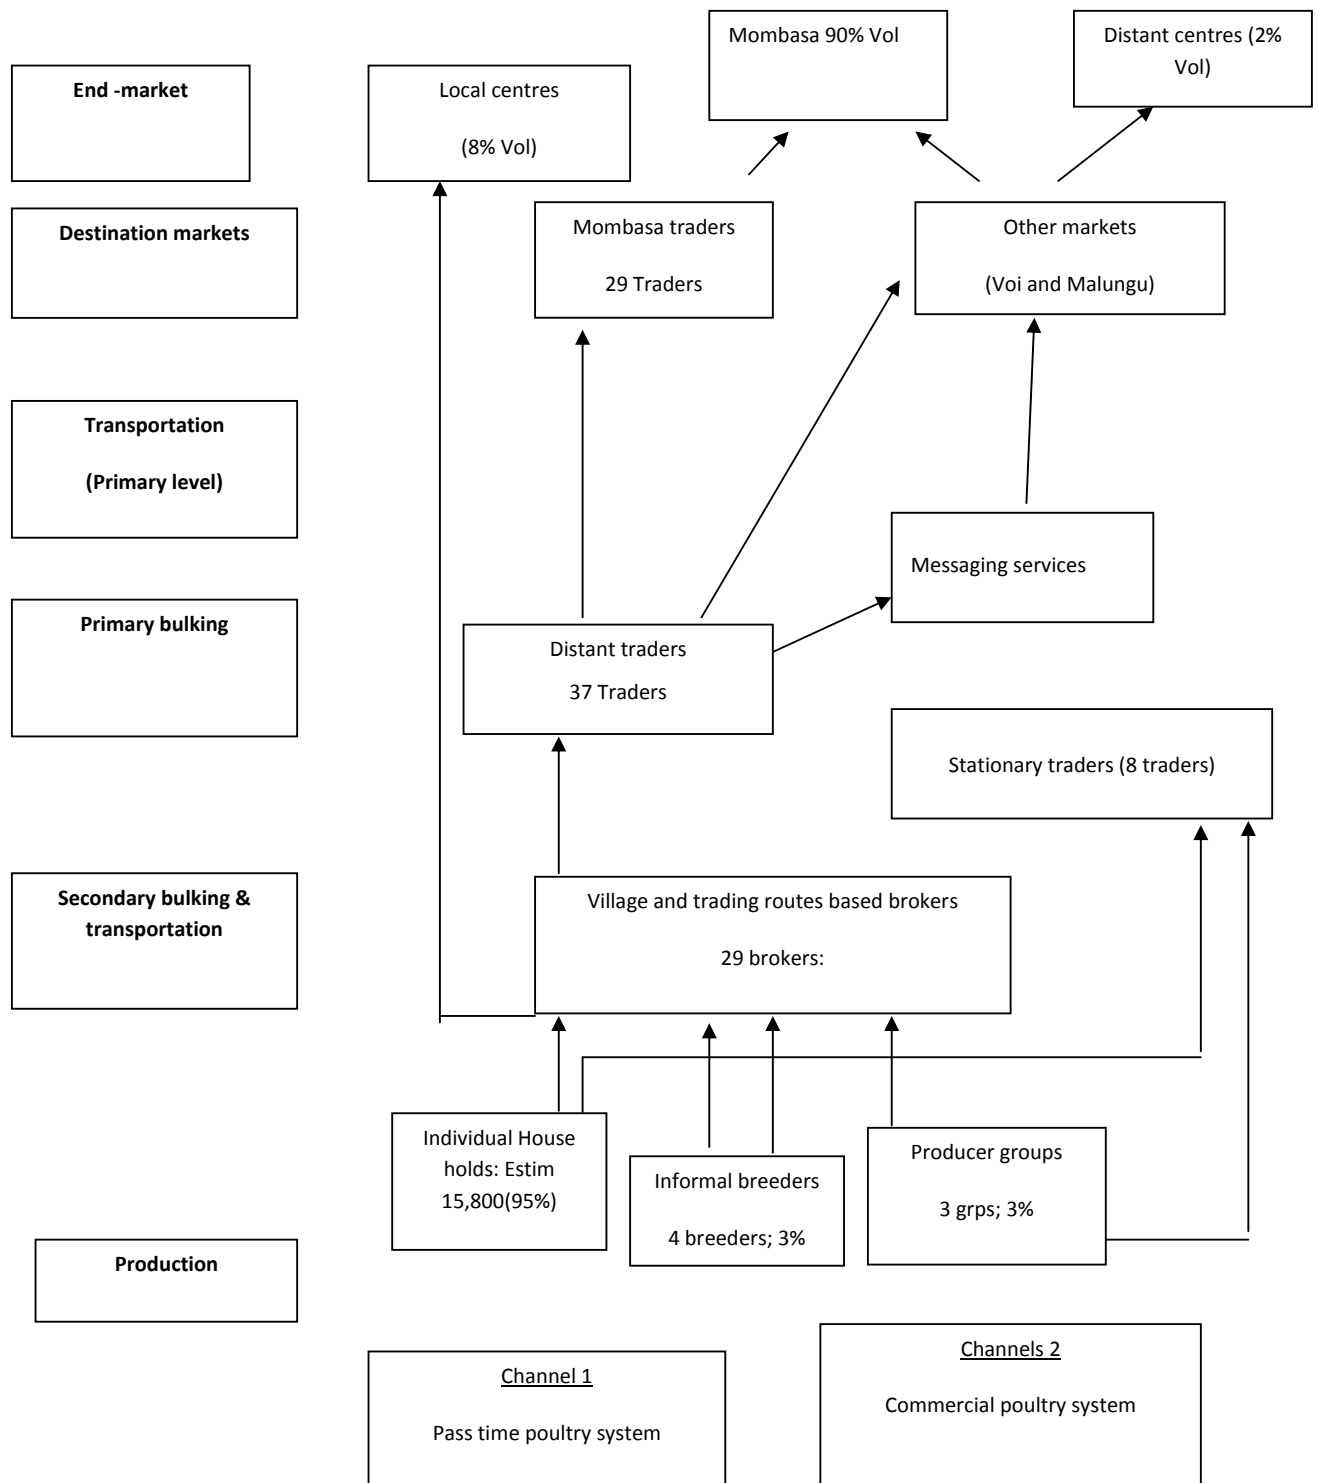 Mombasa 90% Vol
Distant centres (2%
Vol)
End -market
Local centres
(8% Vol)
Destination markets
Mombasa traders
29 Traders
Other markets
(Voi and Malungu)
Transportation
(Primary level)
Messaging services
Primary bulking
Distant traders
37 Traders
Stationary traders (8 traders)
Secondary bulking &
transportation
Village and trading routes based brokers
29 brokers:
Individual House
holds: Estim
15,800(95%)
Informal breeders
4 breeders; 3%
Producer groups
3 grps; 3%
Production
Channel 1
Pass time poultry system
Channels 2
Commercial poultry system